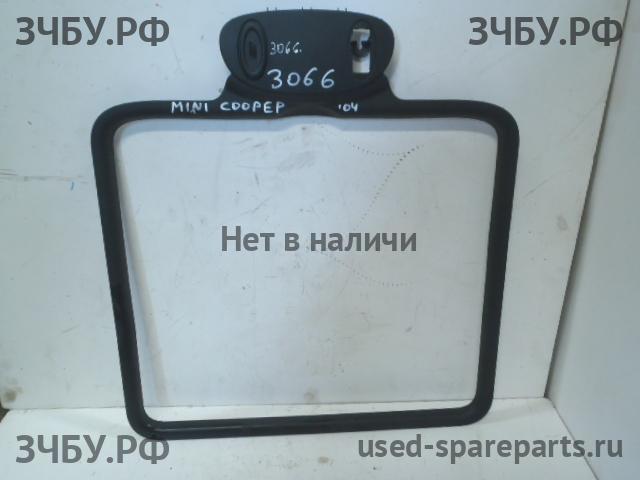 ЗЧБУ.РФ
ЗЧБУ.РФ
3066.
3066
MINI COOPEP '04
Нет в наличи
ЗЧБУ.РФ
used-spareparts.ru